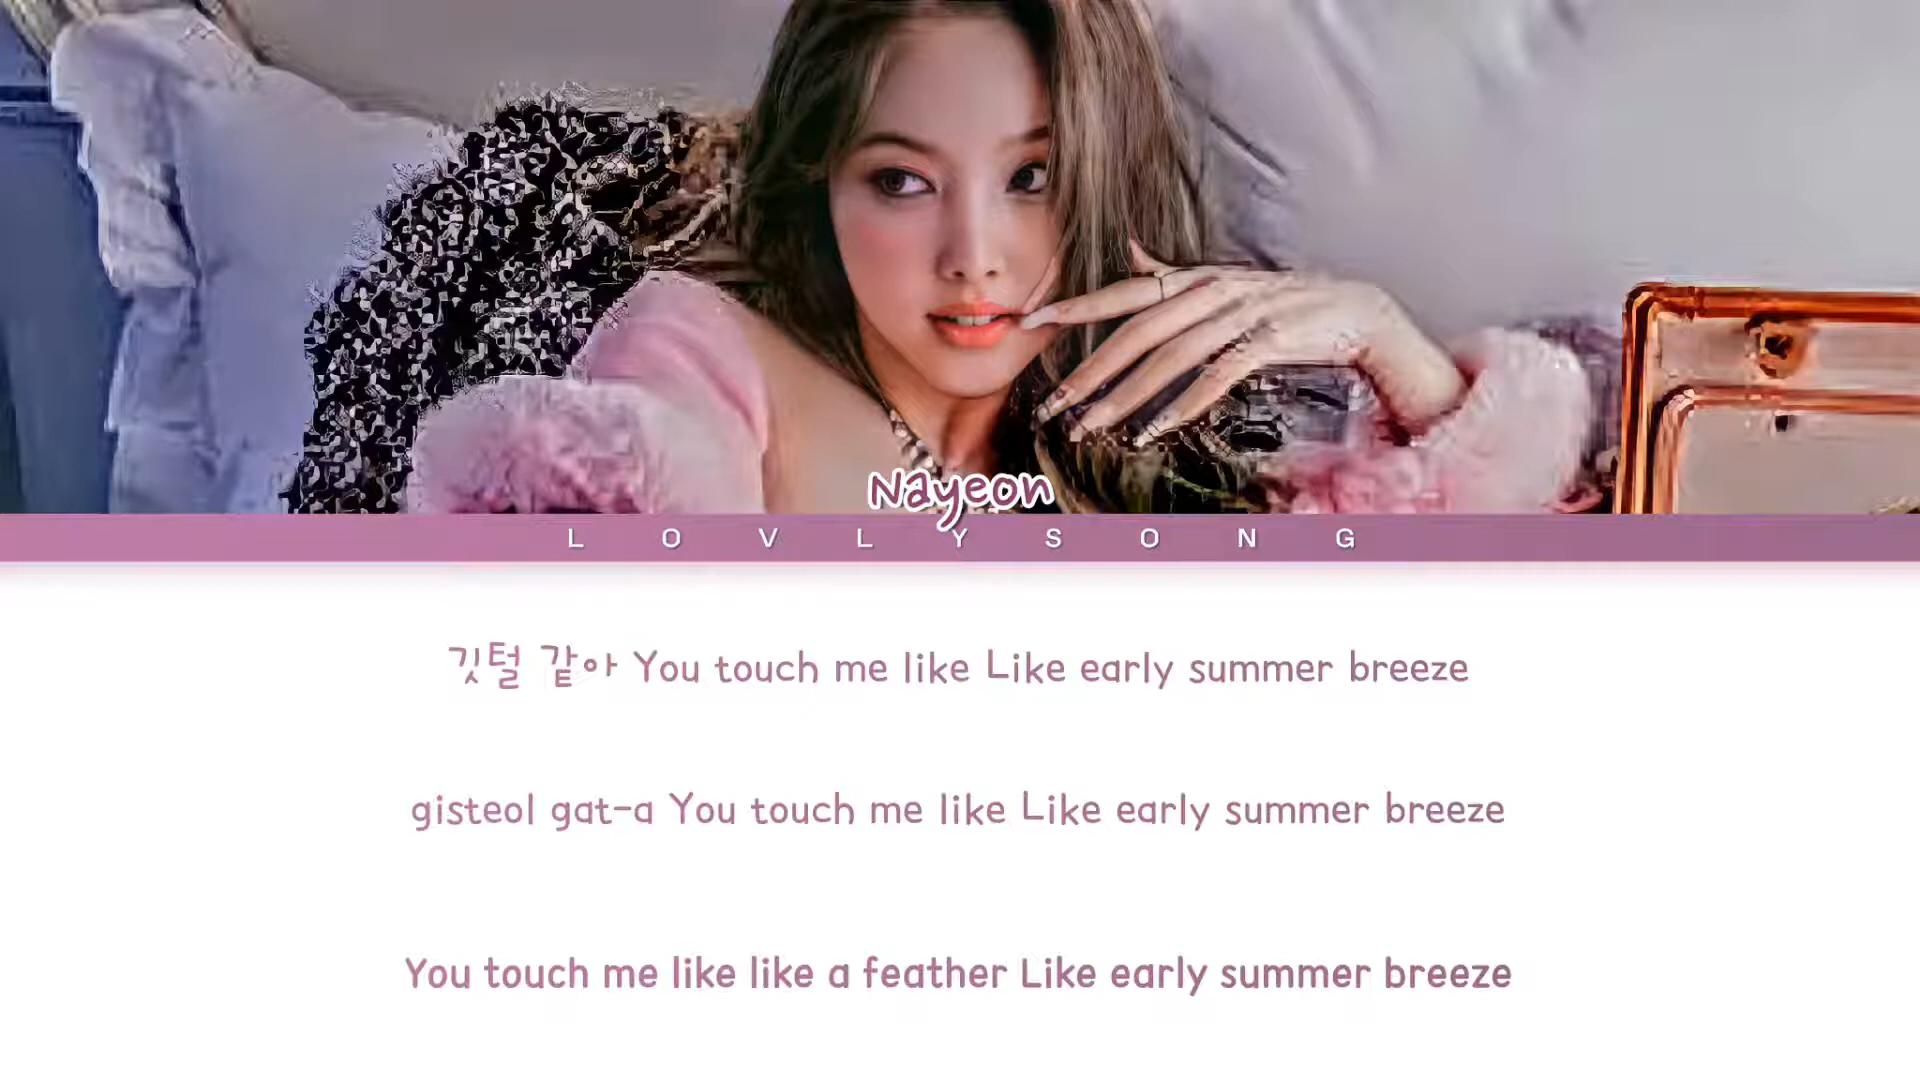 Nayeon
LOVLYSONG
깃털 같아 You touch me like Like early summer breeze
gisteol gat-a You touch me like Like early summer breeze
You touch me like like a feather Like early summer breeze